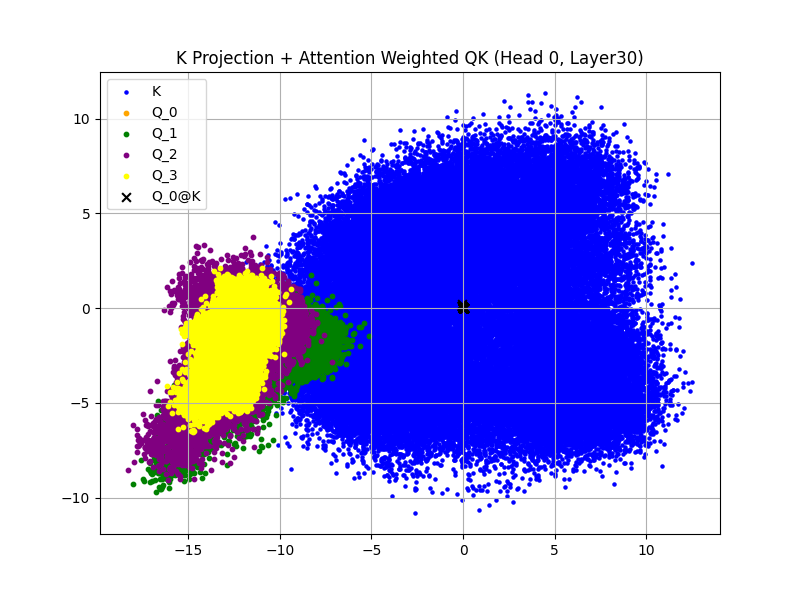 K Projection + Attention Weighted QK (Head 0, Layer30)
K
Q_0
Q_1
Q_2
Q_3
Q_0@K
10
5
0
−5
−10
−15
−10
−5
0
5
10